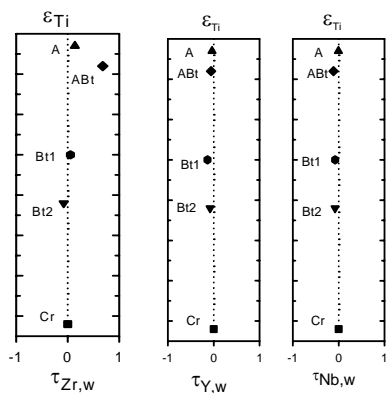 εTi εTi εTi
A A A
ABt ABt ABt
Bt1 Bt1 Bt1
Bt2 Bt2 Bt2
Cr Cr Cr
-1 0 1 -1 0 1 -1 0 1
τZr,w τY,w τNb,w